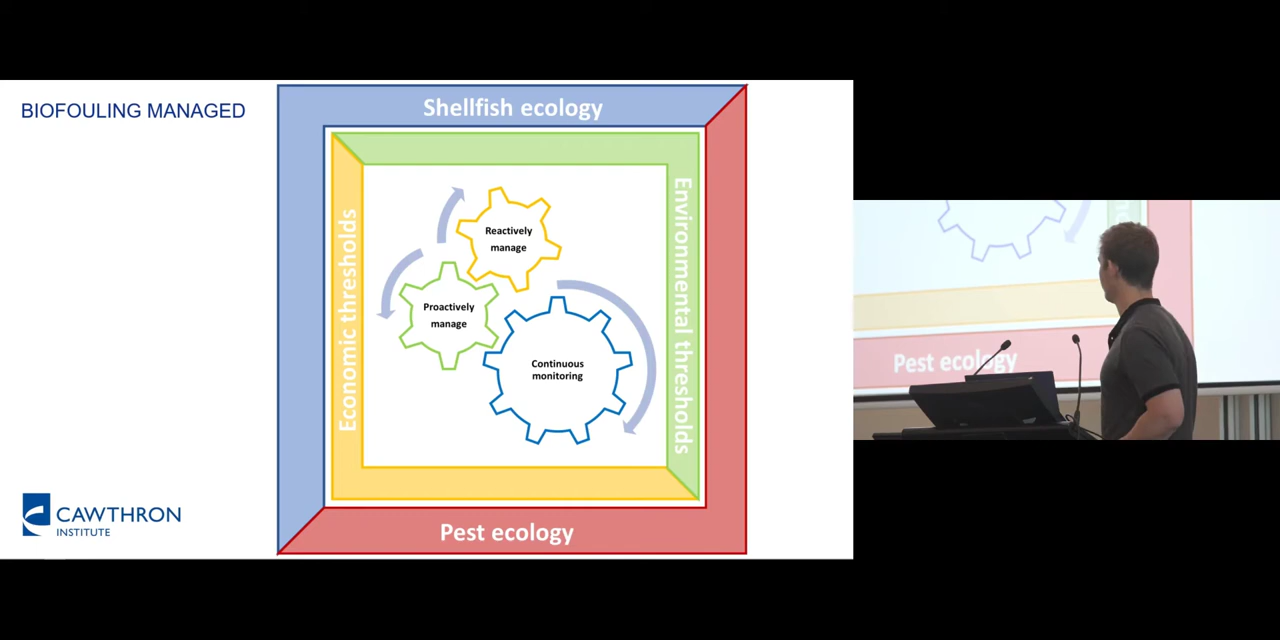 BIOFOULING MANAGED
Shellfish ecology
Economic thresholds
Environmental thresholds
Reactively
manage
Proactively
manage
Continuous
monitoring
Pest ecology
CAWTHRON
INSTITUTE
Pest ecology